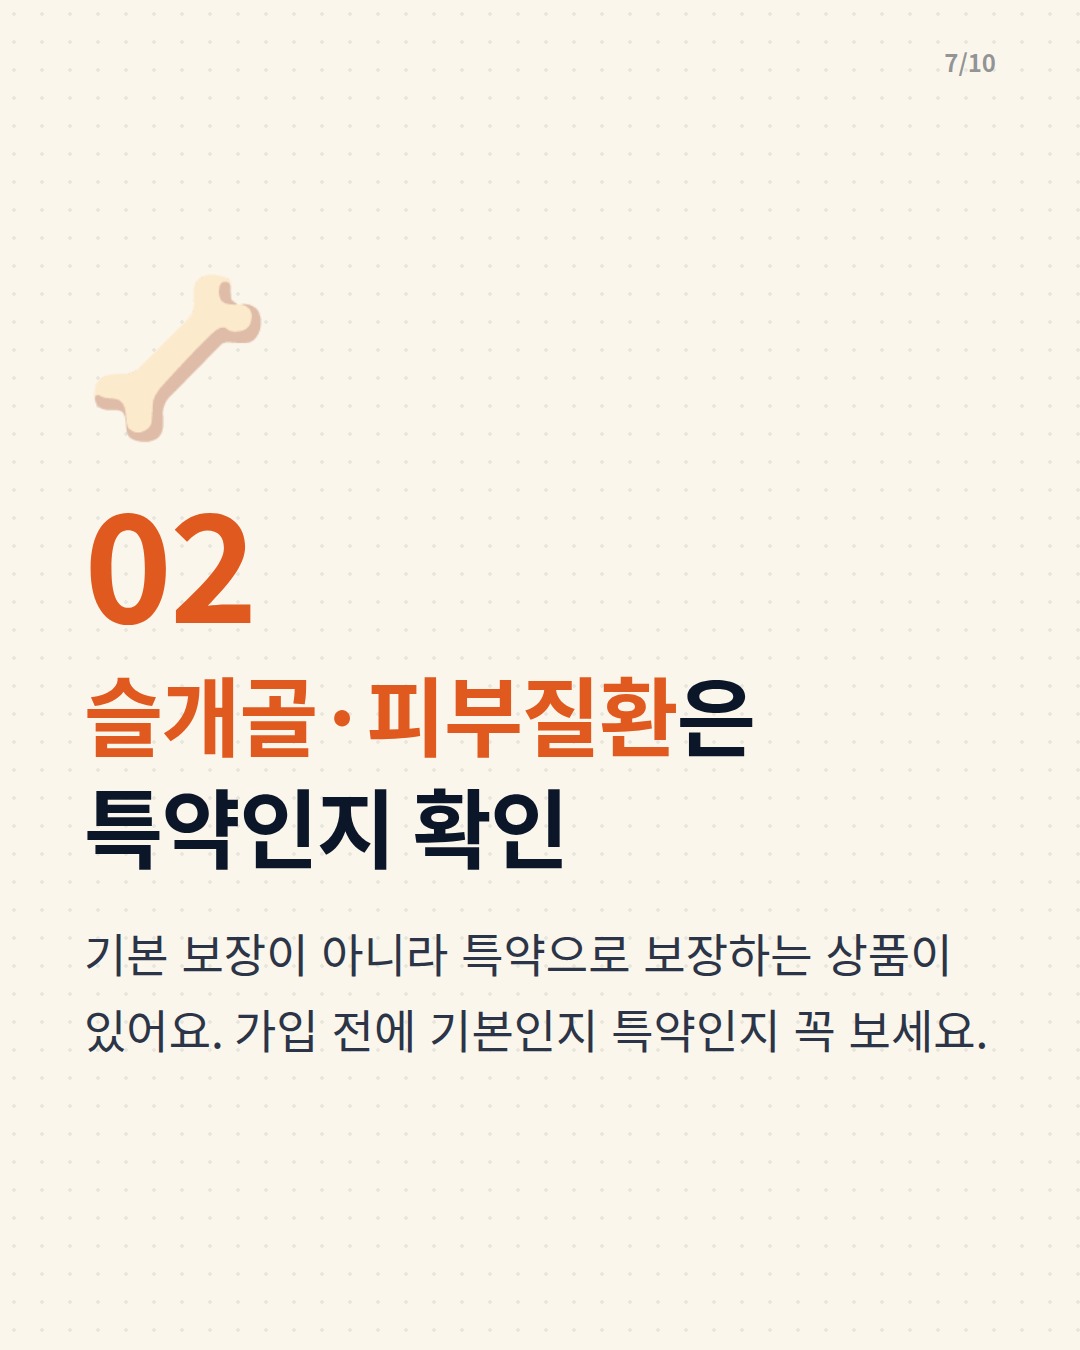 7/10
02
슬개골·피부질환은
특약인지 확인
기본 보장이 아니라 특약으로 보장하는 상품이
있어요. 가입 전에 기본인지 특약인지 꼭 보세요.